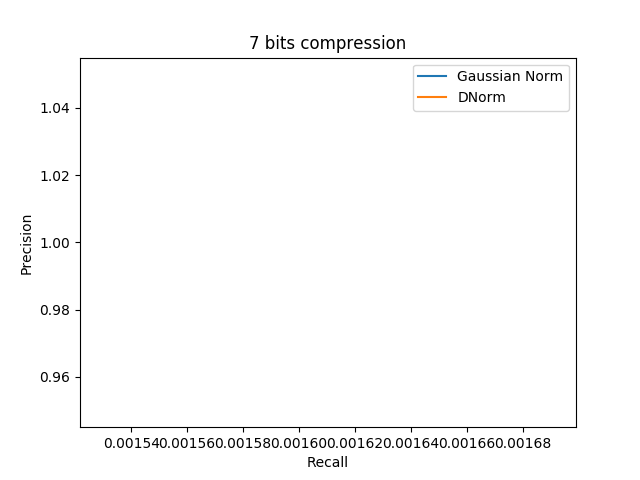 7 bits compression
Gaussian Norm
DNorm
1.04
1.02
1.00
0.98
0.96
Precision
0.00154 0.00156 0.00158 0.00160 0.00162 0.00164 0.00166 0.00168
Recall